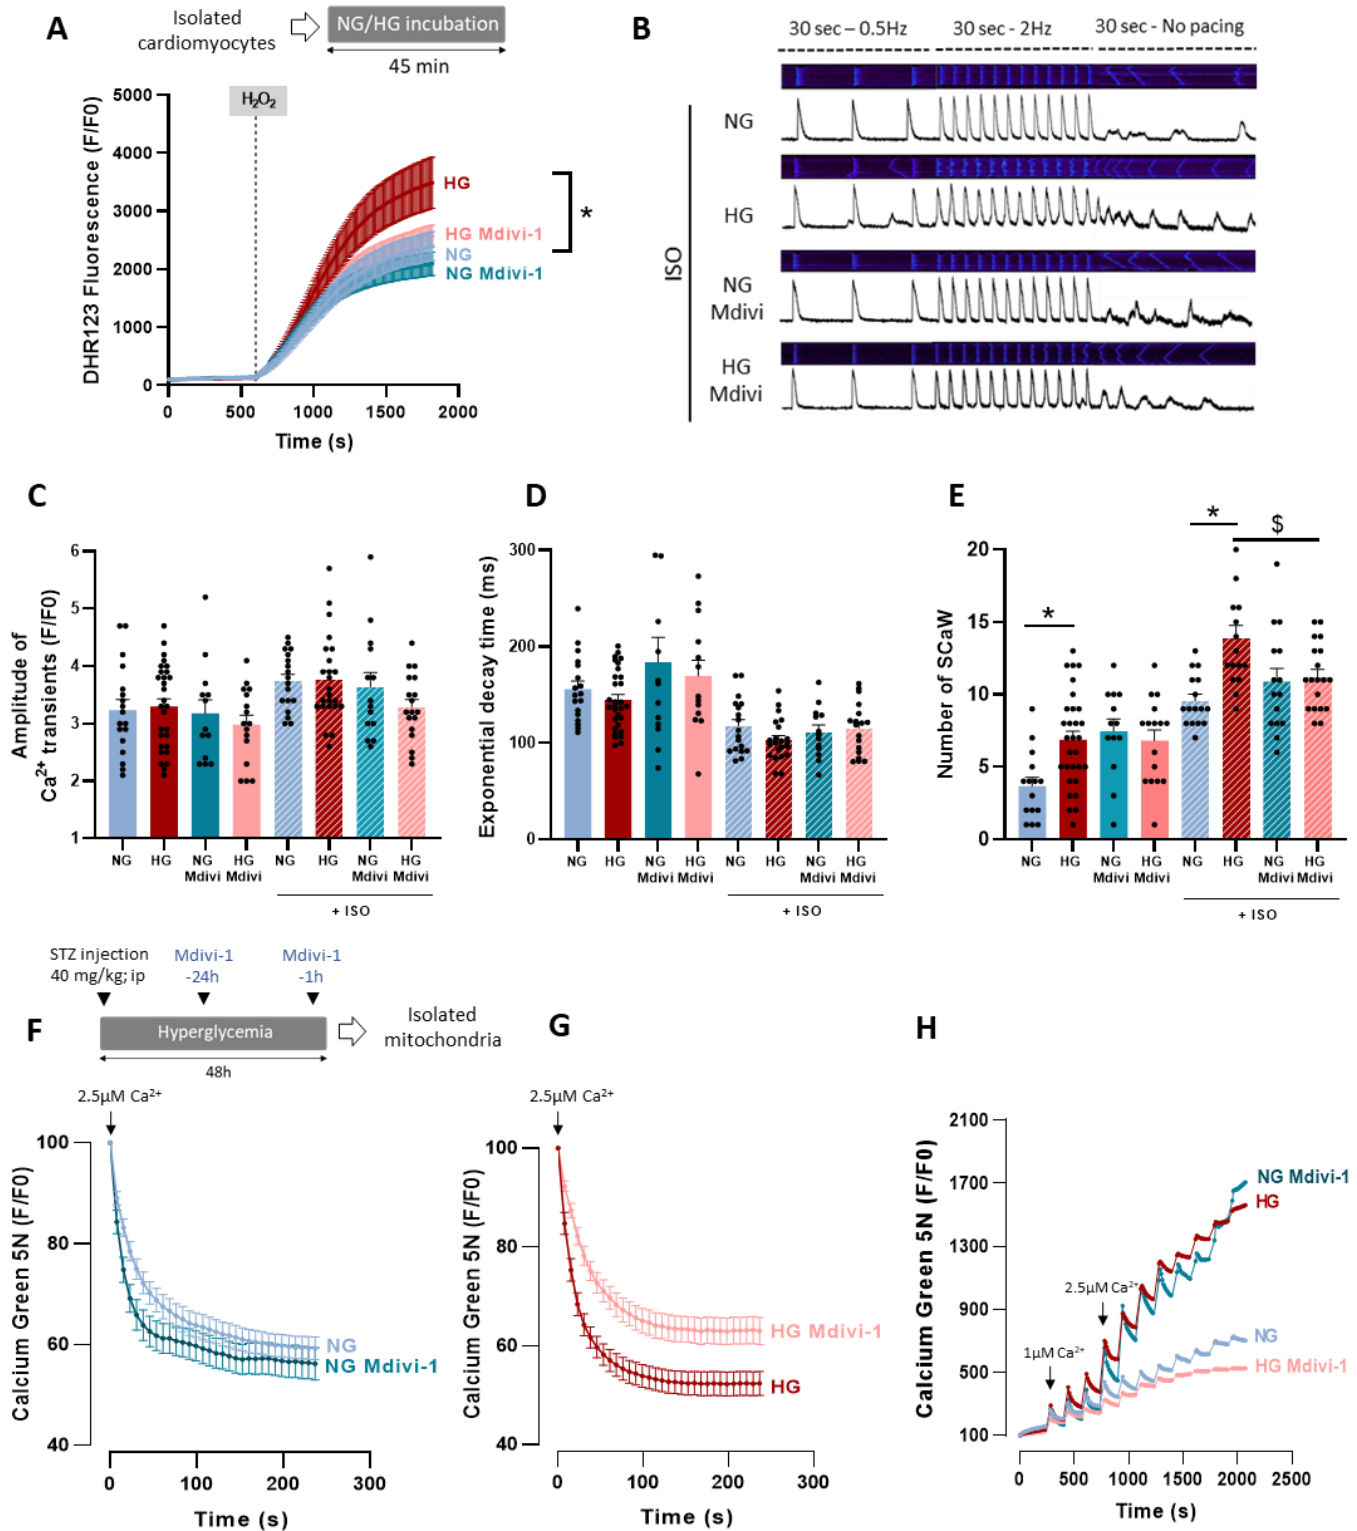 A
Isolated
cardiomyocytes
NG/HG incubation
45 min
H₂O₂
DHR123 Fluorescence (F/F0)
5000
4000
3000
2000
1000
0
HG
HG Mdivi-1
NG
NG Mdivi-1
*
0 500 1000 1500 2000
Time (s)
B
30 sec – 0.5Hz 30 sec - 2Hz 30 sec - No pacing
ISO
NG
HG
NG
Mdivi
HG
Mdivi
C
Amplitude of
Ca²⁺ transients (F/F0)
6
5
4
3
2
1
NG HG NG Mdivi HG Mdivi NG HG NG Mdivi HG Mdivi
+ ISO
D
Exponential decay time (ms)
300
200
100
0
NG HG NG Mdivi HG Mdivi NG HG NG Mdivi HG Mdivi
+ ISO
E
Number of SCaW
20
15
10
5
0
*
*
$
NG HG NG Mdivi HG Mdivi NG HG NG Mdivi HG Mdivi
+ ISO
STZ injection
40 mg/kg; ip
Mdivi-1
-24h
Mdivi-1
-1h
F
Hyperglycemia
48h
Isolated
mitochondria
2.5µM Ca²⁺
Calcium Green 5N (F/F0)
100
80
60
40
NG
NG Mdivi-1
0 100 200 300
Time (s)
G
2.5µM Ca²⁺
Calcium Green 5N (F/F0)
100
80
60
40
HG Mdivi-1
HG
0 100 200 300
Time (s)
H
Calcium Green 5N (F/F0)
2100
1700
1300
900
500
100
1µM Ca²⁺
2.5µM Ca²⁺
NG Mdivi-1
HG
NG
HG Mdivi-1
0 500 1000 1500 2000 2500
Time (s)